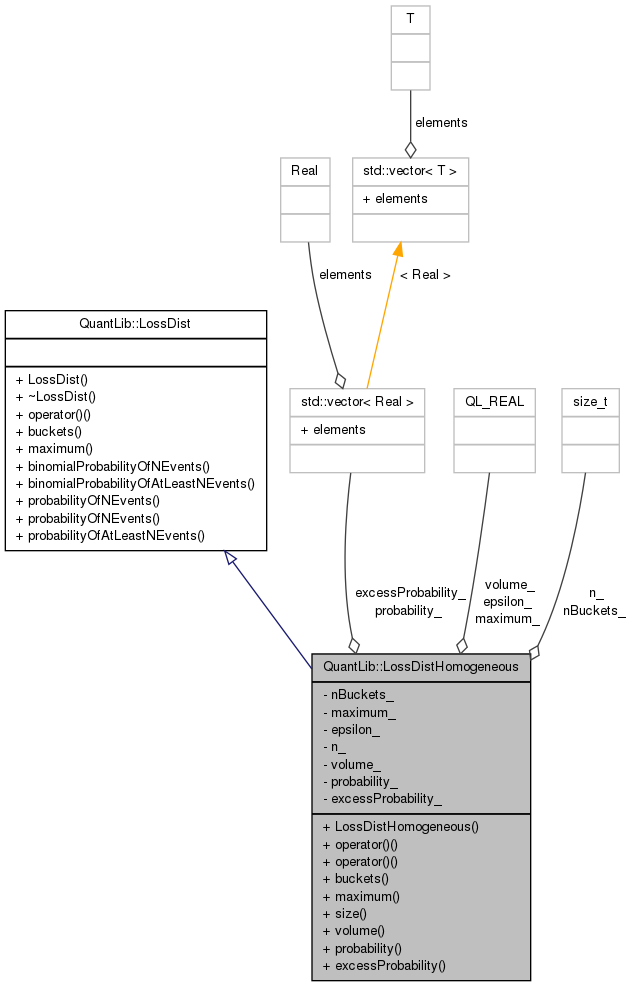 T
elements
Real
std::vector< T >
+ elements
elements
< Real >
QuantLib::LossDist
+ LossDist()
+ ~LossDist()
+ operator()()
+ buckets()
+ maximum()
+ binomialProbabilityOfNEvents()
+ binomialProbabilityOfAtLeastNEvents()
+ probabilityOfNEvents()
+ probabilityOfNEvents()
+ probabilityOfAtLeastNEvents()
std::vector< Real >
+ elements
QL_REAL
size_t
excessProbability_
probability_
volume_
epsilon_
maximum_
n_
nBuckets_
QuantLib::LossDistHomogeneous
- nBuckets_
- maximum_
- epsilon_
- n_
- volume_
- probability_
- excessProbability_
+ LossDistHomogeneous()
+ operator()()
+ operator()()
+ buckets()
+ maximum()
+ size()
+ volume()
+ probability()
+ excessProbability()